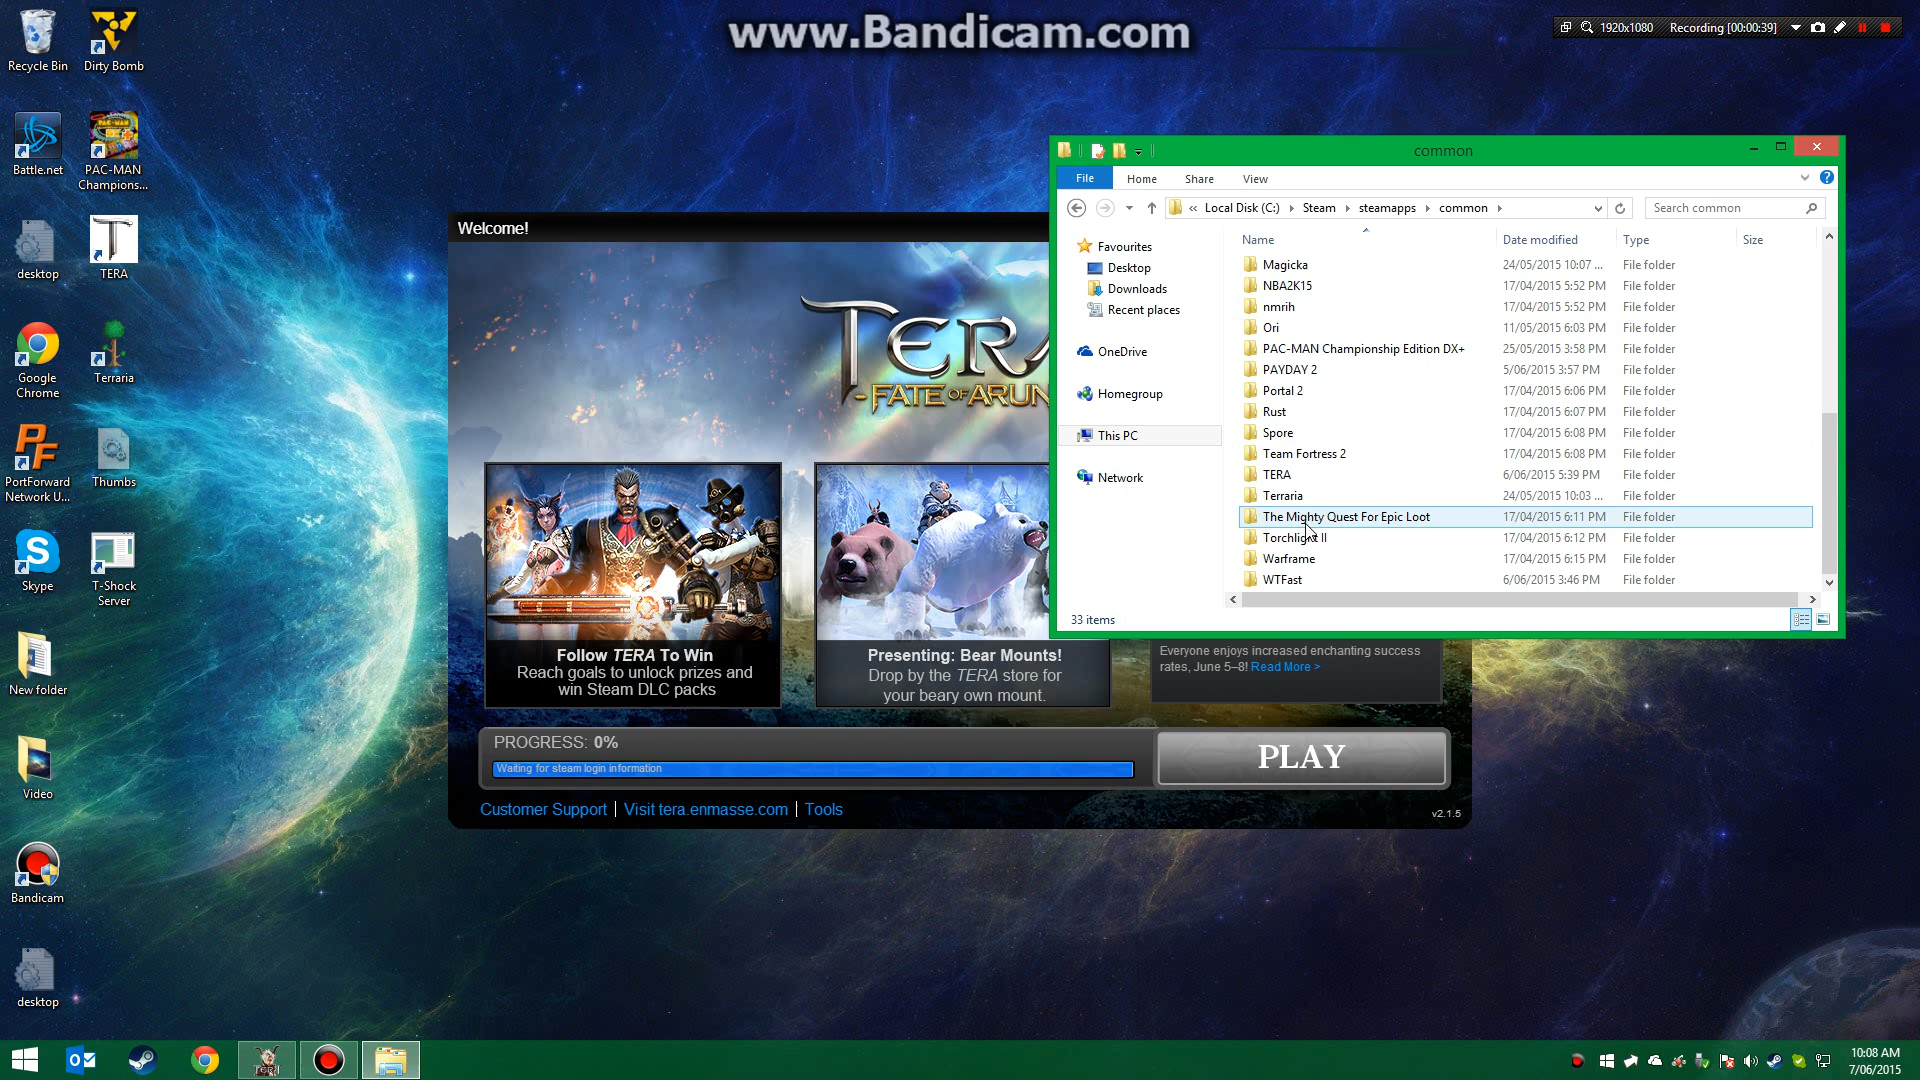 www.Bandicam.com
1920x1080
Recording [00:00:39]
Recycle Bin
Dirty Bomb
Battle.net
PAC-MAN
Champions...
desktop
TERA
Google
Chrome
Terraria
PortForward
Network U...
Thumbs
Skype
T-Shock
Server
New folder
Video
Bandicam
desktop
Welcome!
TERA
-FATE OF ARUN
Follow TERA To Win
Reach goals to unlock prizes and
win Steam DLC packs
Presenting: Bear Mounts!
Drop by the TERA store for
your beary own mount.
Everyone enjoys increased enchanting success
rates, June 5–8! Read More >
PROGRESS: 0%
Waiting for steam login information
PLAY
Customer Support | Visit tera.enmasse.com | Tools
v2.1.5
common
File Home Share View
« Local Disk (C:) Steam steamapps common
Search common
Favourites
Desktop
Downloads
Recent places
OneDrive
Homegroup
This PC
Network
Name Date modified Type Size
Magicka 24/05/2015 10:07 ... File folder
NBA2K15 17/04/2015 5:52 PM File folder
nmrih 17/04/2015 5:52 PM File folder
Ori 11/05/2015 6:03 PM File folder
PAC-MAN Championship Edition DX+ 25/05/2015 3:58 PM File folder
PAYDAY 2 5/06/2015 3:57 PM File folder
Portal 2 17/04/2015 6:06 PM File folder
Rust 17/04/2015 6:07 PM File folder
Spore 17/04/2015 6:08 PM File folder
Team Fortress 2 17/04/2015 6:08 PM File folder
TERA 6/06/2015 5:39 PM File folder
Terraria 24/05/2015 10:03 ... File folder
The Mighty Quest For Epic Loot 17/04/2015 6:11 PM File folder
Torchlight II 17/04/2015 6:12 PM File folder
Warframe 17/04/2015 6:15 PM File folder
WTFast 6/06/2015 3:46 PM File folder
33 items
10:08 AM
7/06/2015